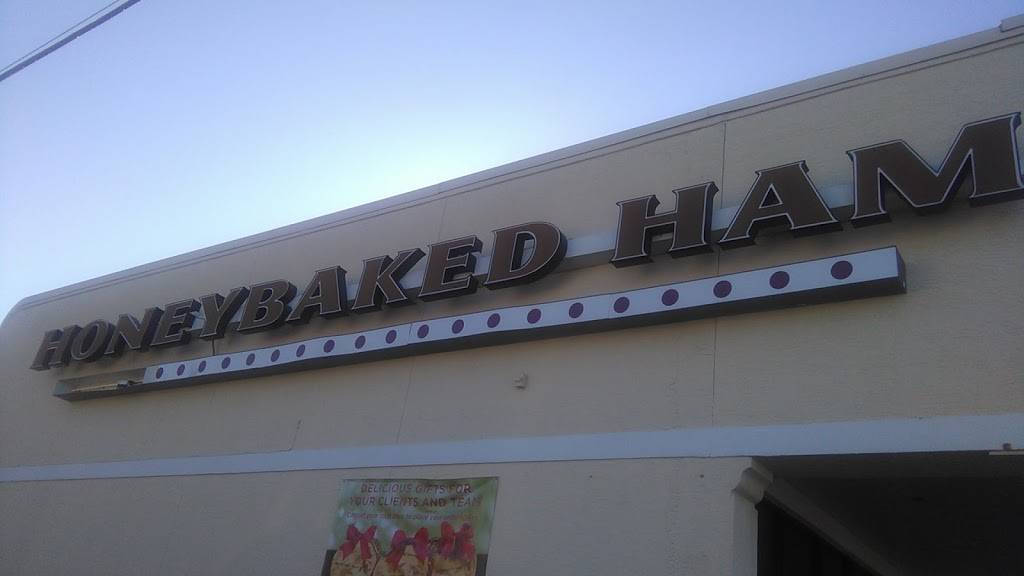 HONEYBAKED HAM
DELICIOUS GIFTS FOR
YOUR CLIENTS AND TEAM